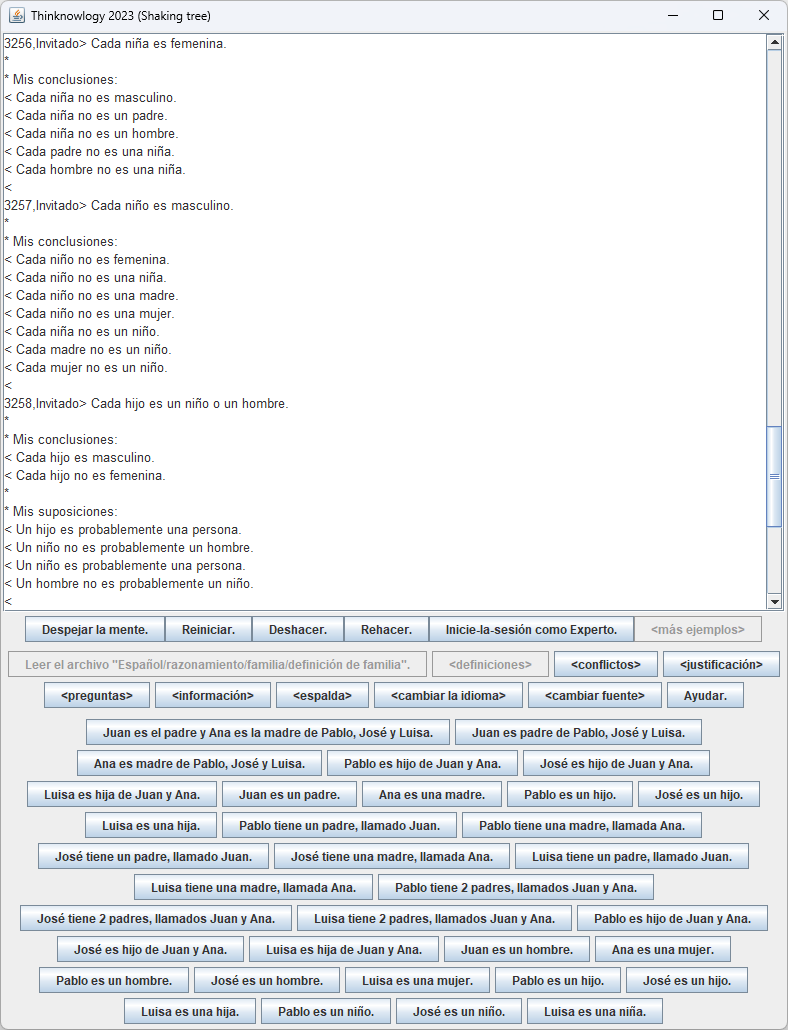 Thinknowlogy 2023 (Shaking tree)
3256,Invitado> Cada niña es femenina.
*
* Mis conclusiones:
< Cada niña no es masculino.
< Cada niña no es un padre.
< Cada niña no es un hombre.
< Cada padre no es una niña.
< Cada hombre no es una niña.
<
3257,Invitado> Cada niño es masculino.
*
* Mis conclusiones:
< Cada niño no es femenina.
< Cada niño no es una niña.
< Cada niño no es una madre.
< Cada niño no es una mujer.
< Cada niña no es un niño.
< Cada madre no es un niño.
< Cada mujer no es un niño.
<
3258,Invitado> Cada hijo es un niño o un hombre.
*
* Mis conclusiones:
< Cada hijo es masculino.
< Cada hijo no es femenina.
*
* Mis suposiciones:
< Un hijo es probablemente una persona.
< Un niño no es probablemente un hombre.
< Un niño es probablemente una persona.
< Un hombre no es probablemente un niño.
<
Despejar la mente. Reiniciar. Deshacer. Rehacer. Inicie-la-sesión como Experto. <más ejemplos>
Leer el archivo "Español/razonamiento/familia/definición de familia". <definiciones> <conflictos> <justificación>
<preguntas> <información> <espalda> <cambiar la idioma> <cambiar fuente> Ayudar.
Juan es el padre y Ana es la madre de Pablo, José y Luisa. Juan es padre de Pablo, José y Luisa.
Ana es madre de Pablo, José y Luisa. Pablo es hijo de Juan y Ana. José es hijo de Juan y Ana.
Luisa es hija de Juan y Ana. Juan es un padre. Ana es una madre. Pablo es un hijo. José es un hijo.
Luisa es una hija. Pablo tiene un padre, llamado Juan. Pablo tiene una madre, llamada Ana.
José tiene un padre, llamado Juan. José tiene una madre, llamada Ana. Luisa tiene un padre, llamado Juan.
Luisa tiene una madre, llamada Ana. Pablo tiene 2 padres, llamados Juan y Ana.
José tiene 2 padres, llamados Juan y Ana. Luisa tiene 2 padres, llamados Juan y Ana. Pablo es hijo de Juan y Ana.
José es hijo de Juan y Ana. Luisa es hija de Juan y Ana. Juan es un hombre. Ana es una mujer.
Pablo es un hombre. José es un hombre. Luisa es una mujer. Pablo es un hijo. José es un hijo.
Luisa es una hija. Pablo es un niño. José es un niño. Luisa es una niña.